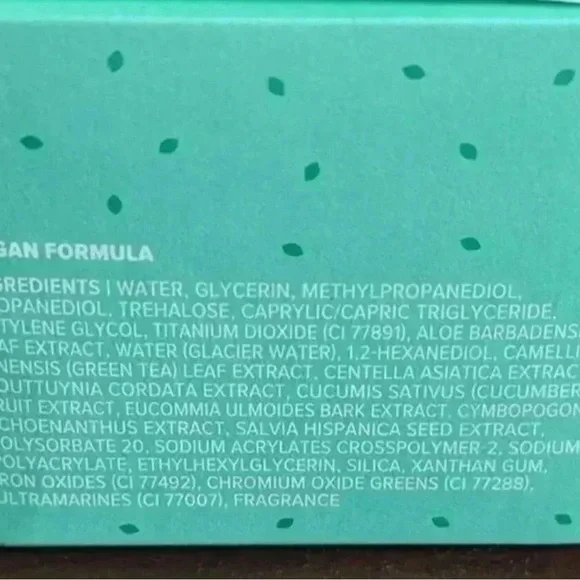 GAN FORMULA
GREDIENTS | WATER, GLYCERIN, METHYLPROPANEDIOL,
OPANEDIOL, TREHALOSE, CAPRYLIC/CAPRIC TRIGLYCERIDE,
TYLENE GLYCOL, TITANIUM DIOXIDE (CI 77891), ALOE BARBADENS
AF EXTRACT, WATER (GLACIER WATER), 1,2-HEXANEDIOL, CAMELL
NENSIS (GREEN TEA) LEAF EXTRACT, CENTELLA ASIATICA EXTRAC
OUTTUYNIA CORDATA EXTRACT, CUCUMIS SATIVUS (CUCUMBER
RUIT EXTRACT, EUCOMMIA ULMOIDES BARK EXTRACT, CYMBOPOGON
CHOENANTHUS EXTRACT, SALVIA HISPANICA SEED EXTRACT,
OLYSORBATE 20, SODIUM ACRYLATES CROSSPOLYMER-2, SODIUM
POLYACRYLATE, ETHYLHEXYLGLYCERIN, SILICA, XANTHAN GUM,
RON OXIDES (CI 77492), CHROMIUM OXIDE GREENS (CI 77288),
ULTRAMARINES (CI 77007), FRAGRANCE